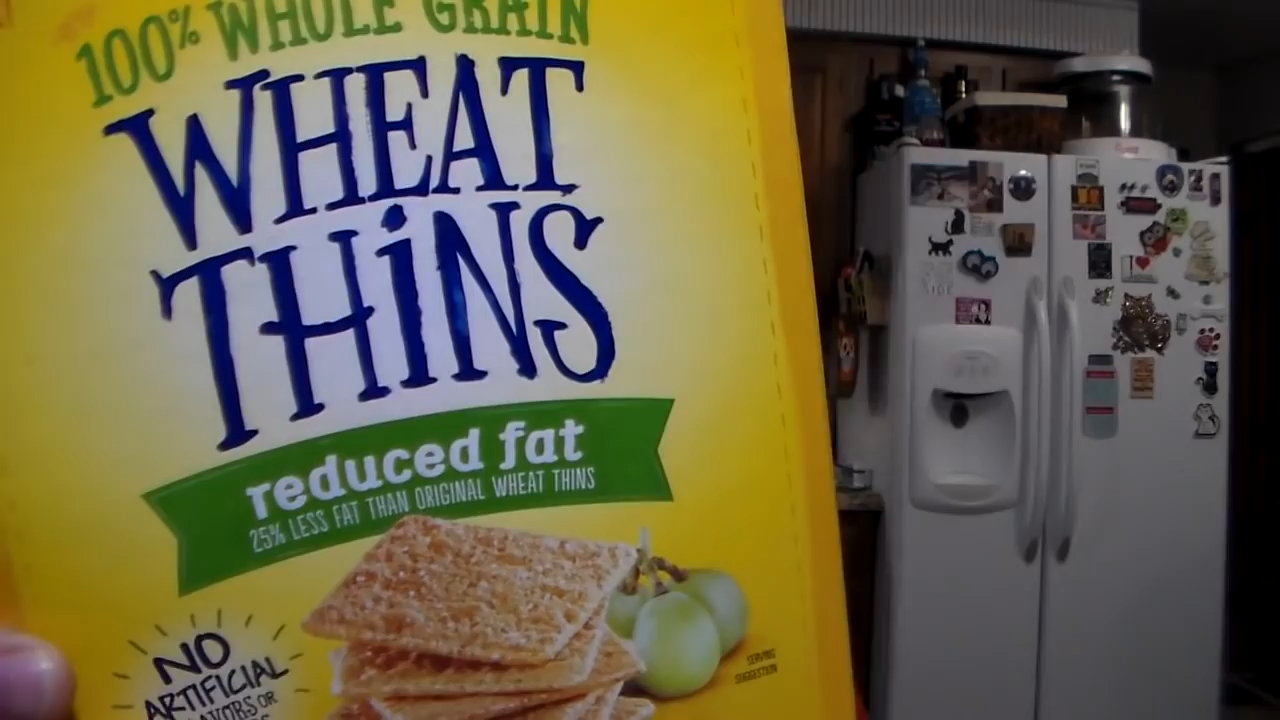 100% WHOLE GRAIN
WHEAT
THiNS
reduced fat
25% LESS FAT THAN ORIGINAL WHEAT THINS
NO
ARTIFICIAL
SERVING
SUGGESTION